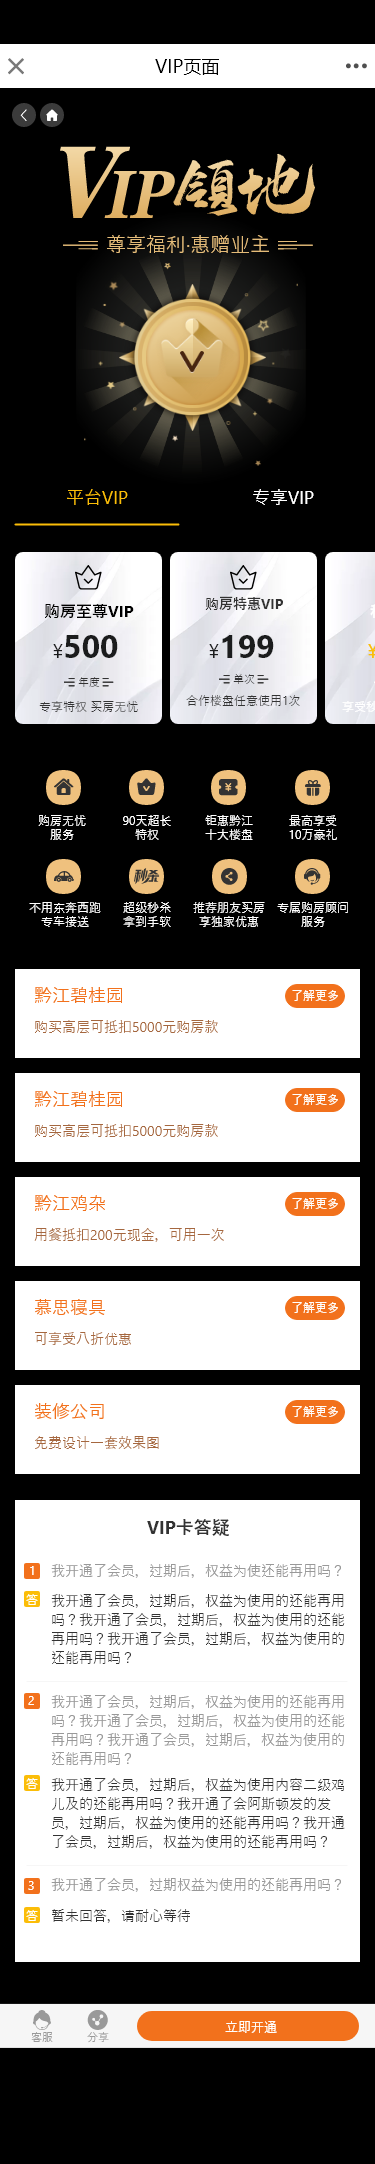 VIP页面
VIP领地
尊享福利·惠赠业主
平台VIP
专享VIP
购房至尊VIP
¥500
年度
专享特权 买房无忧
购房特惠VIP
¥199
单次
合作楼盘任意使用1次
¥
享受
购房无忧
服务
90天超长
特权
钜惠黔江
十大楼盘
最高享受
10万豪礼
不用东奔西跑
专车接送
秒杀
超级秒杀
拿到手软
推荐朋友买房
享独家优惠
专属购房顾问
服务
黔江碧桂园
了解更多
购买高层可抵扣5000元购房款
黔江碧桂园
了解更多
购买高层可抵扣5000元购房款
黔江鸡杂
了解更多
用餐抵扣200元现金，可用一次
慕思寝具
了解更多
可享受八折优惠
装修公司
了解更多
免费设计一套效果图
VIP卡答疑
1 我开通了会员，过期后，权益为使还能再用吗？
答 我开通了会员，过期后，权益为使用的还能再用
吗？我开通了会员，过期后，权益为使用的还能
再用吗？我开通了会员，过期后，权益为使用的
还能再用吗？
2 我开通了会员，过期后，权益为使用的还能再用
吗？我开通了会员，过期后，权益为使用的还能
再用吗？我开通了会员，过期后，权益为使用的
还能再用吗？
答 我开通了会员，过期后，权益为使用内容二级鸡
儿及的还能再用吗？我开通了会阿斯顿发的发
员，过期后，权益为使用的还能再用吗？我开通
了会员，过期后，权益为使用的还能再用吗？
3 我开通了会员，过期权益为使用的还能再用吗？
答 暂未回答，请耐心等待
客服
分享
立即开通